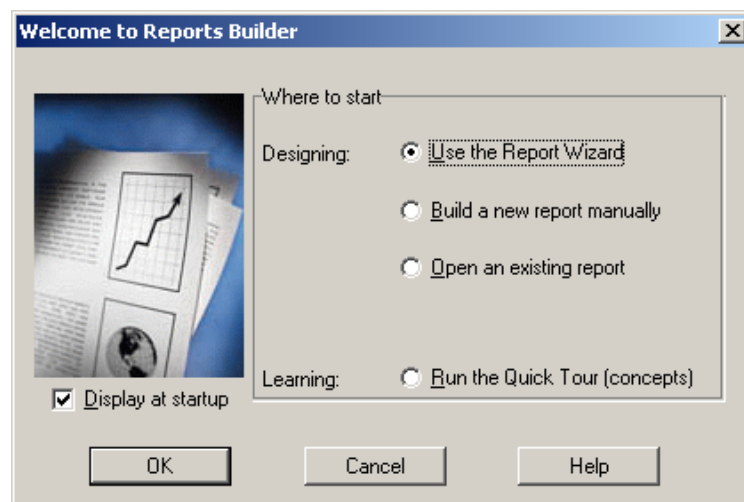 Welcome to Reports Builder
Where to start
Designing: Use the Report Wizard
Build a new report manually
Open an existing report
Learning: Run the Quick Tour (concepts)
Display at startup
OK Cancel Help